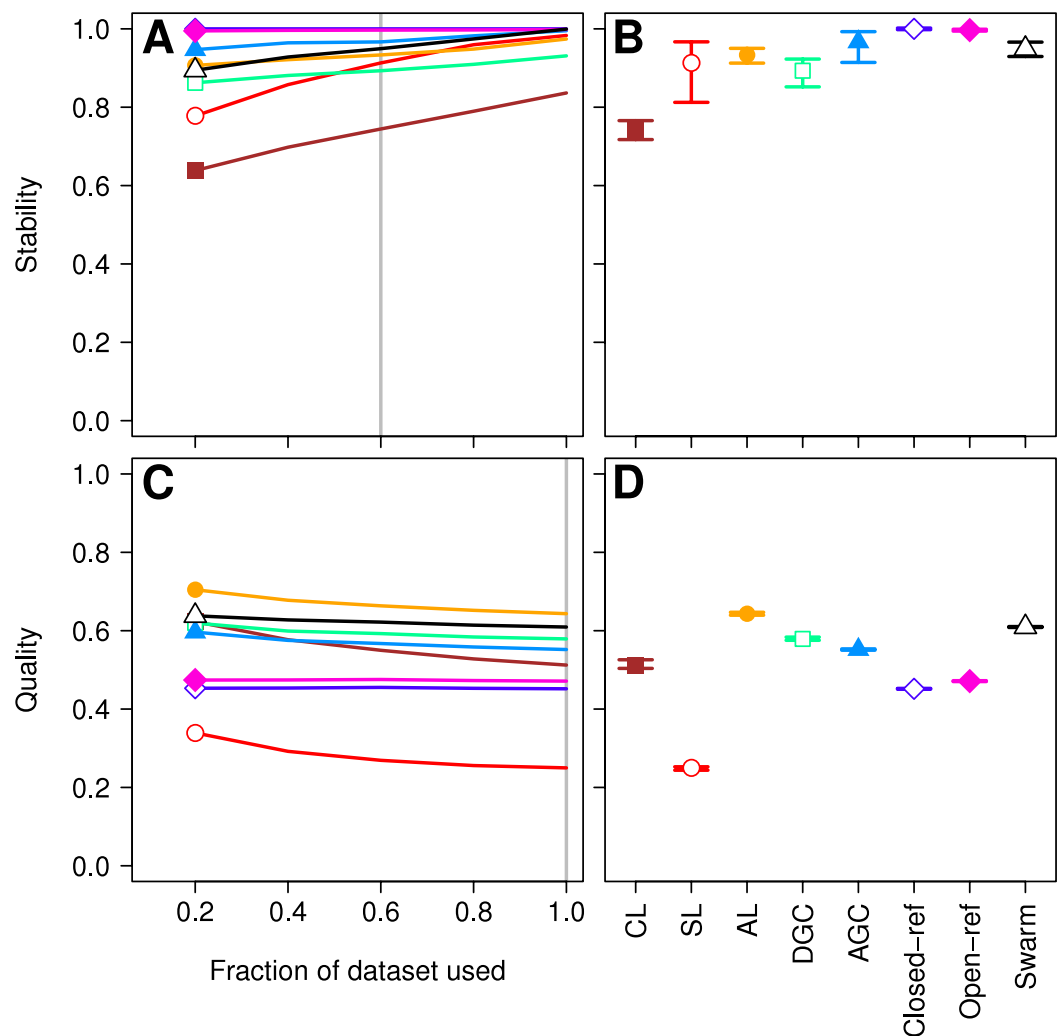 A
B
1.0
0.8
0.6
0.4
0.2
0.0
Stability
C
D
1.0
0.8
0.6
0.4
0.2
0.0
Quality
0.2 0.4 0.6 0.8 1.0
Fraction of dataset used
CL
SL
AL
DGC
AGC
Closed−ref
Open−ref
Swarm